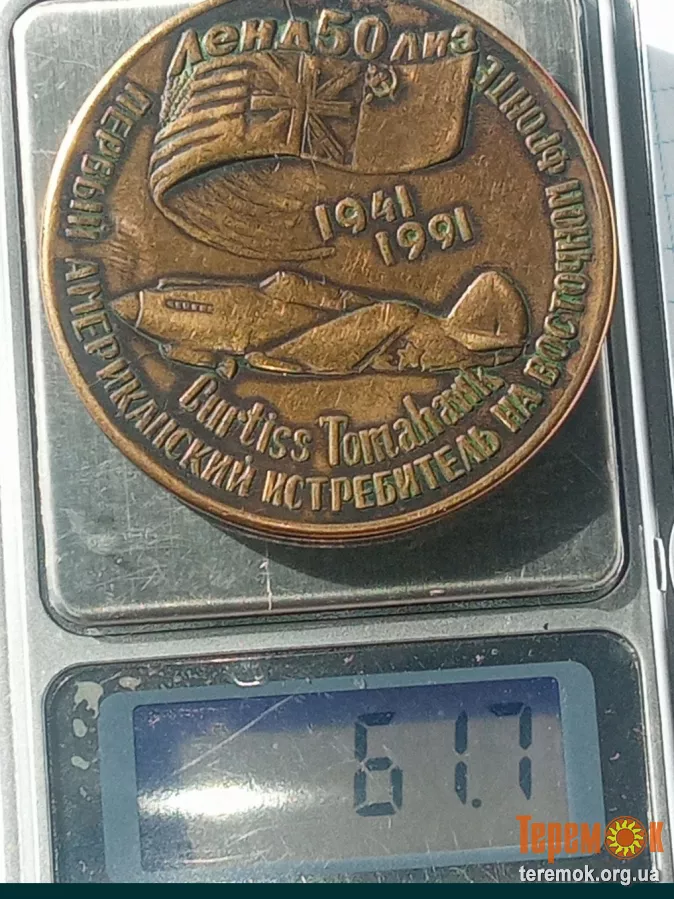 Ленд 50 лиз
1941
1991
Curtiss Tomahawk
ПЕРВЫЙ АМЕРИКАНСКИЙ ИСТРЕБИТЕЛЬ НА ВОСТОЧНОМ ФРОНТЕ
61.7
Теремок
teremok.org.ua